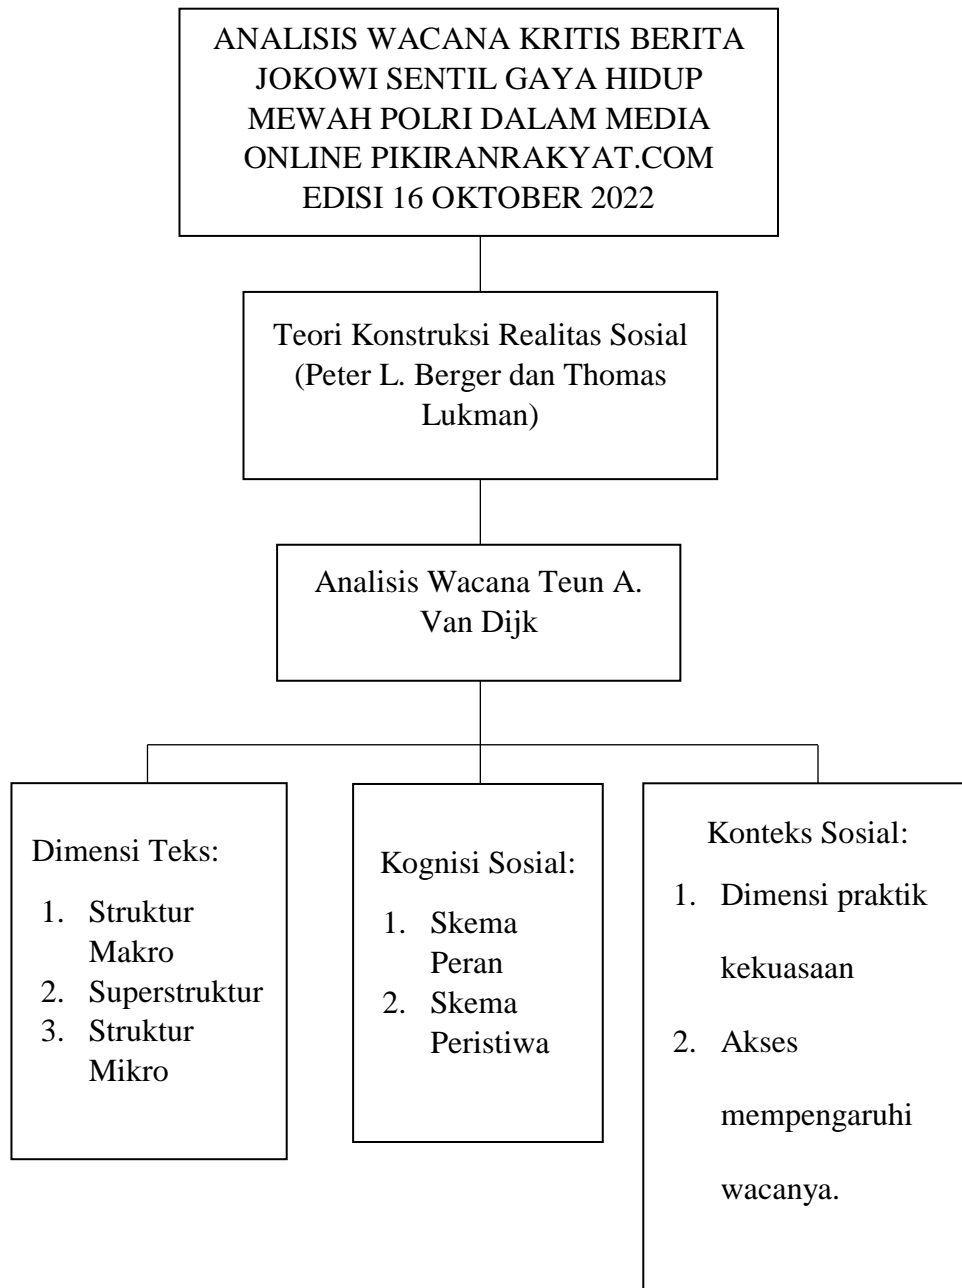 ANALISIS WACANA KRITIS BERITA
JOKOWI SENTIL GAYA HIDUP
MEWAH POLRI DALAM MEDIA
ONLINE PIKIRANRAKYAT.COM
EDISI 16 OKTOBER 2022
Teori Konstruksi Realitas Sosial
(Peter L. Berger dan Thomas
Lukman)
Analisis Wacana Teun A.
Van Dijk
Dimensi Teks:
1. Struktur
Makro
2. Superstruktur
3. Struktur
Mikro
Kognisi Sosial:
1. Skema
Peran
2. Skema
Peristiwa
Konteks Sosial:
1. Dimensi praktik
kekuasaan
2. Akses
mempengaruhi
wacanya.